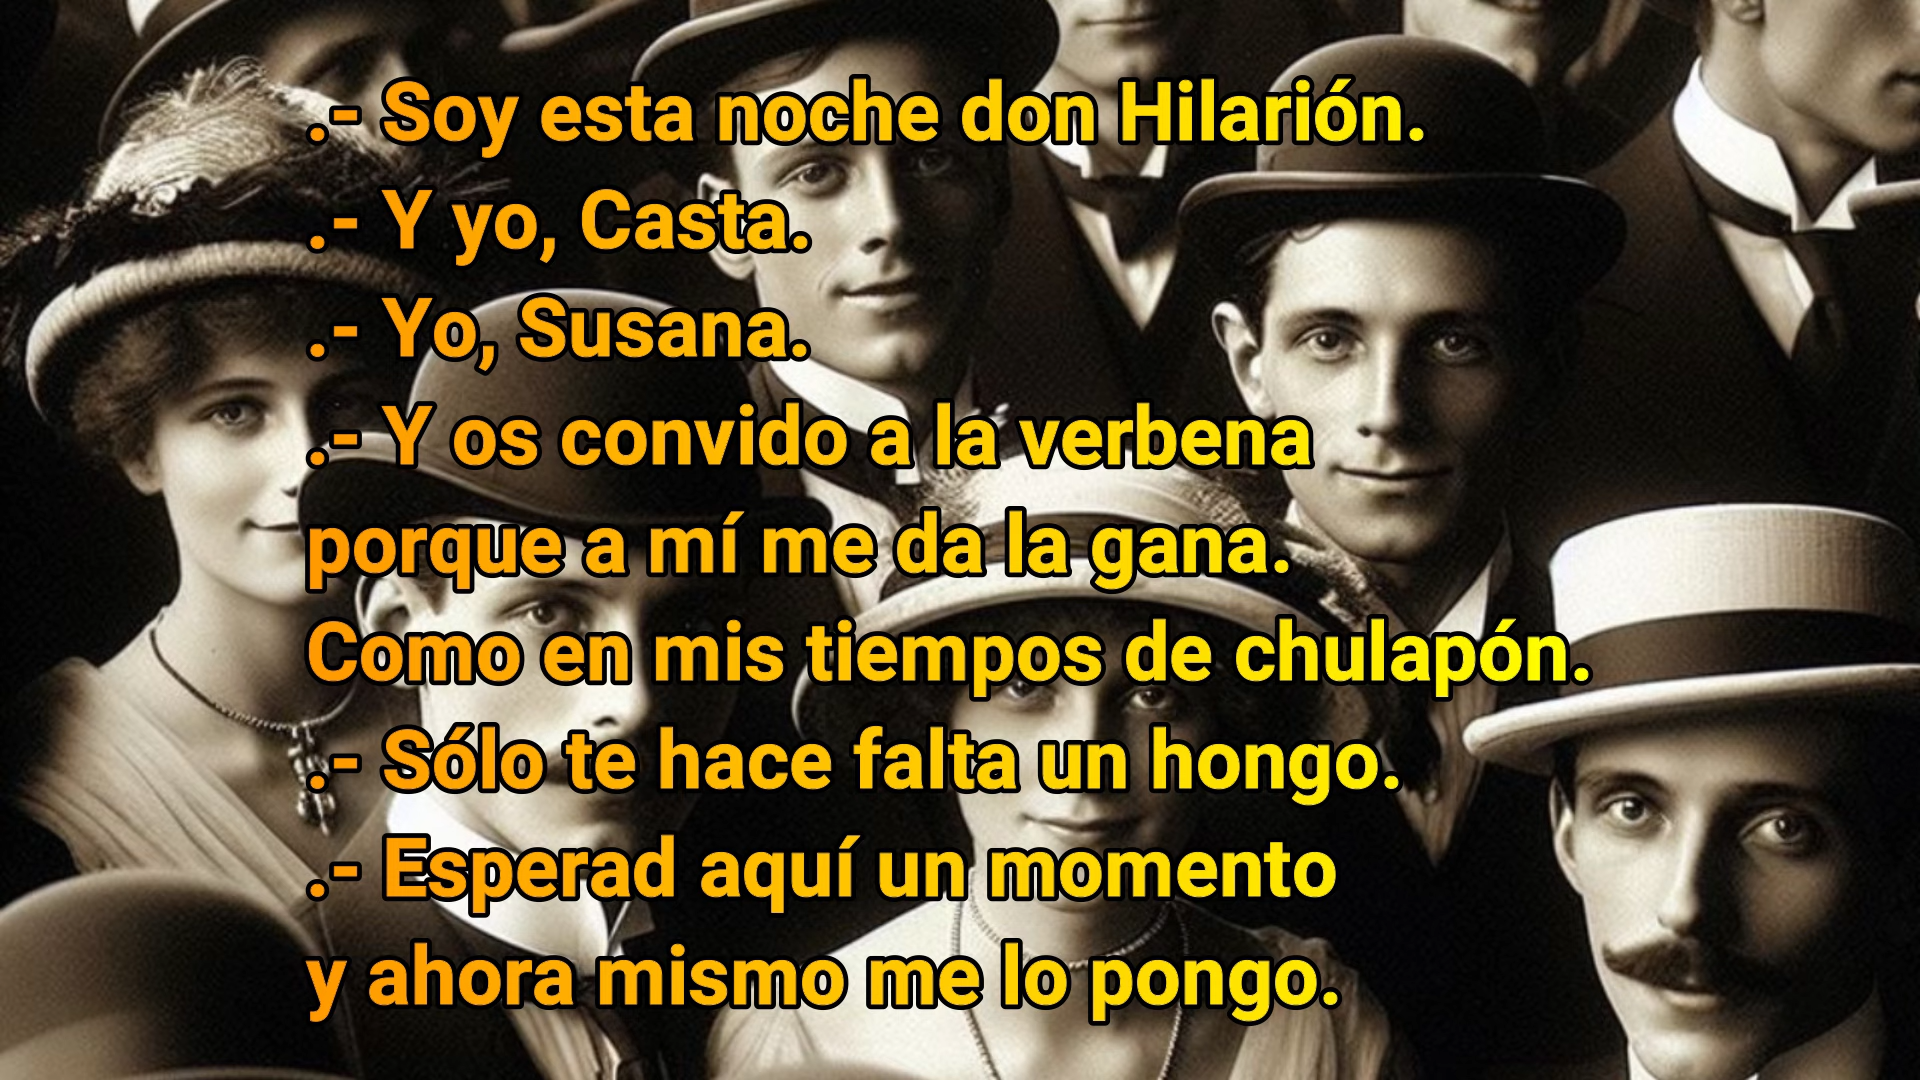 .- Soy esta noche don Hilarión.
.- Y yo, Casta.
.- Yo, Susana.
.- Y os convido a la verbena
porque a mí me da la gana.
Como en mis tiempos de chulapón.
.- Sólo te hace falta un hongo.
.- Esperad aquí un momento
y ahora mismo me lo pongo.